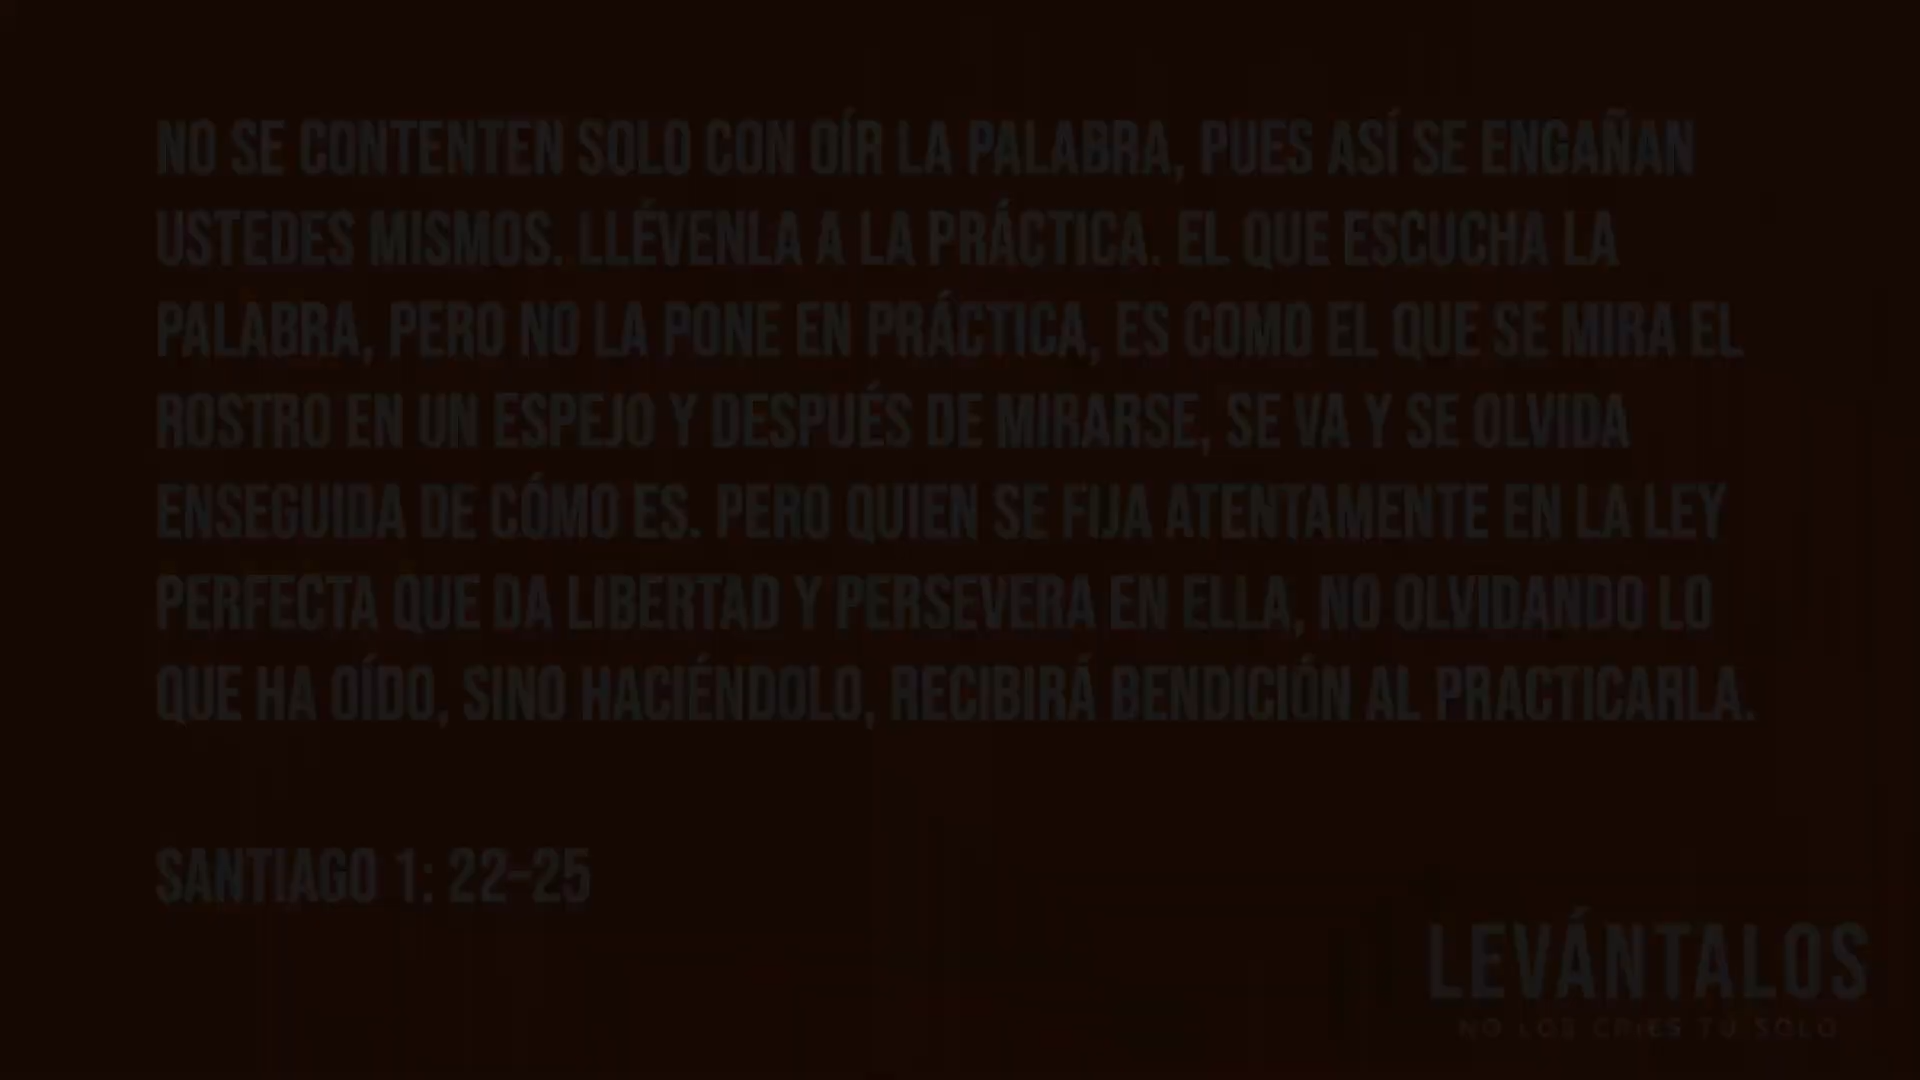 NO SE CONTENTEN SOLO CON OÍR LA PALABRA, PUES ASÍ SE ENGAÑAN
USTEDES MISMOS. LLÉVENLA A LA PRÁCTICA. EL QUE ESCUCHA LA
PALABRA, PERO NO LA PONE EN PRÁCTICA, ES COMO EL QUE SE MIRA EL
ROSTRO EN UN ESPEJO Y DESPUÉS DE MIRARSE, SE VA Y SE OLVIDA
ENSEGUIDA DE CÓMO ES. PERO QUIEN SE FIJA ATENTAMENTE EN LA LEY
PERFECTA QUE DA LIBERTAD Y PERSEVERA EN ELLA, NO OLVIDANDO LO
QUE HA OÍDO, SINO HACIÉNDOLO, RECIBIRÁ BENDICIÓN AL PRACTICARLA.
SANTIAGO 1: 22-25
LEVÁNTALOS
NO LOS CRIES TU SOLO